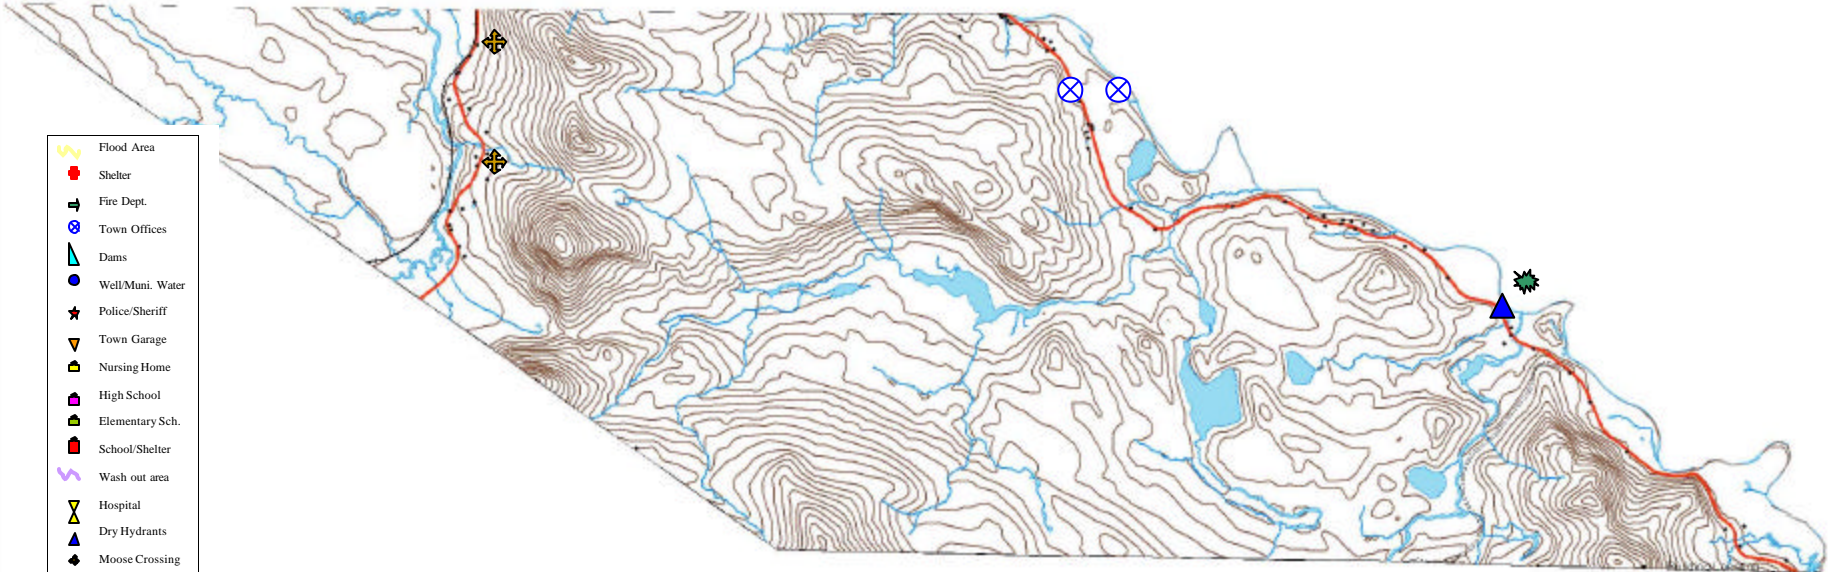 Flood Area
Shelter
Fire Dept.
Town Offices
Dams
Well/Muni. Water
Police/Sheriff
Town Garage
Nursing Home
High School
Elementary Sch.
School/Shelter
Wash out area
Hospital
Dry Hydrants
Moose Crossing